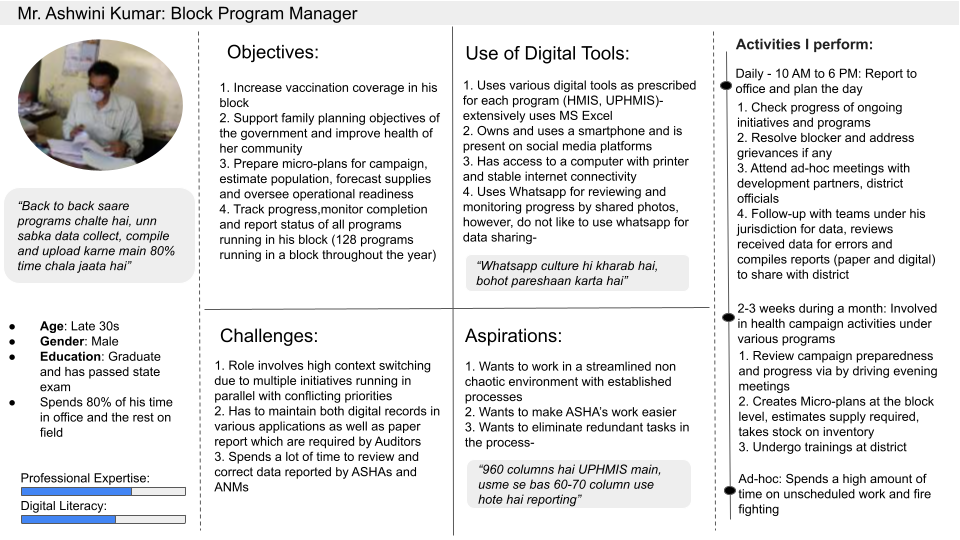 Mr. Ashwini Kumar: Block Program Manager
“Back to back saare
programs chalte hai, unn
sabka data collect, compile
and upload karne main 80%
time chala jaata hai”
● Age: Late 30s
● Gender: Male
● Education: Graduate
and has passed state
exam
● Spends 80% of his time
in office and the rest on
field
Professional Expertise:
Digital Literacy:
Objectives:
1. Increase vaccination coverage in his
block
2. Support family planning objectives of
the government and improve health of
her community
3. Prepare micro-plans for campaign,
estimate population, forecast supplies
and oversee operational readiness
4. Track progress,monitor completion
and report status of all programs
running in his block (128 programs
running in a block throughout the year)
Use of Digital Tools:
1. Uses various digital tools as prescribed
for each program (HMIS, UPHMIS)-
extensively uses MS Excel
2. Owns and uses a smartphone and is
present on social media platforms
3. Has access to a computer with printer
and stable internet connectivity
4. Uses Whatsapp for reviewing and
monitoring progress by shared photos,
however, do not like to use whatsapp for
data sharing-
“Whatsapp culture hi kharab hai,
bohot pareshaan karta hai”
Challenges:
1. Role involves high context switching
due to multiple initiatives running in
parallel with conflicting priorities
2. Has to maintain both digital records in
various applications as well as paper
report which are required by Auditors
3. Spends a lot of time to review and
correct data reported by ASHAs and
ANMs
Aspirations:
1. Wants to work in a streamlined non
chaotic environment with established
processes
2. Wants to make ASHA’s work easier
3. Wants to eliminate redundant tasks in
the process-
“960 columns hai UPHMIS main,
usme se bas 60-70 column use
hote hai reporting”
Activities I perform:
Daily - 10 AM to 6 PM: Report to
office and plan the day
1. Check progress of ongoing
initiatives and programs
2. Resolve blocker and address
grievances if any
3. Attend ad-hoc meetings with
development partners, district
officials
4. Follow-up with teams under his
jurisdiction for data, reviews
received data for errors and
compiles reports (paper and digital)
to share with district
2-3 weeks during a month: Involved
in health campaign activities under
various programs
1. Review campaign preparedness
and progress via by driving evening
meetings
2. Creates Micro-plans at the block
level, estimates supply required,
takes stock on inventory
3. Undergo trainings at district
Ad-hoc: Spends a high amount of
time on unscheduled work and fire
fighting